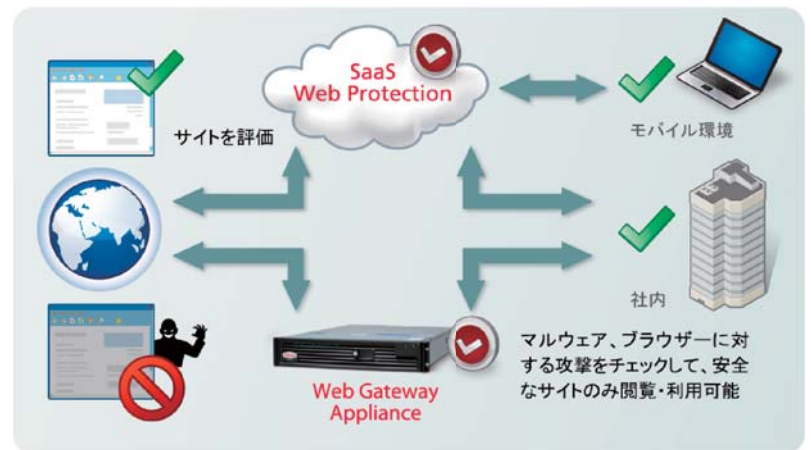 SaaS
Web Protection
サイトを評価
モバイル環境
社内
Web Gateway
Appliance
マルウェア、ブラウザーに対
する攻撃をチェックして、安全
なサイトのみ閲覧・利用可能